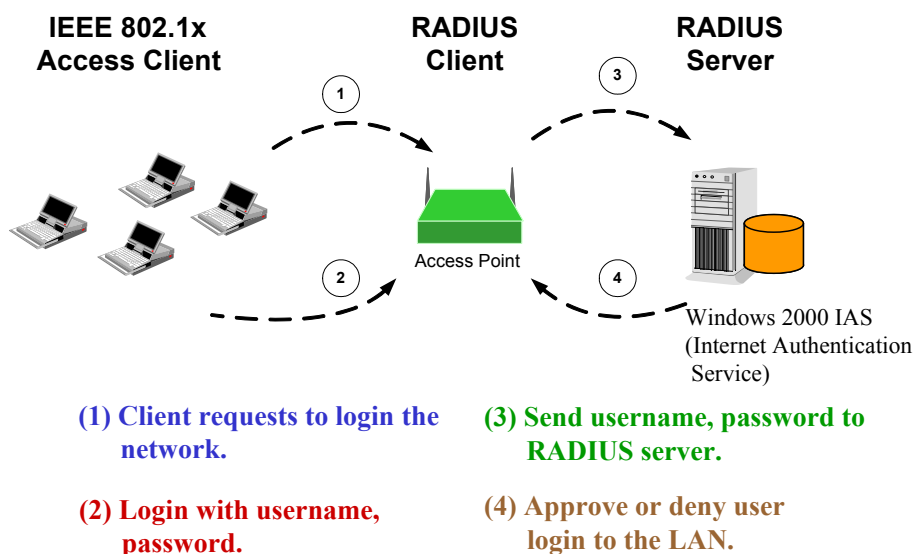 IEEE 802.1x
Access Client
RADIUS
Client
RADIUS
Server
1
3
Access Point
2
4
Windows 2000 IAS
(Internet Authentication
Service)
(1) Client requests to login the
network.
(2) Login with username,
password.
(3) Send username, password to
RADIUS server.
(4) Approve or deny user
login to the LAN.